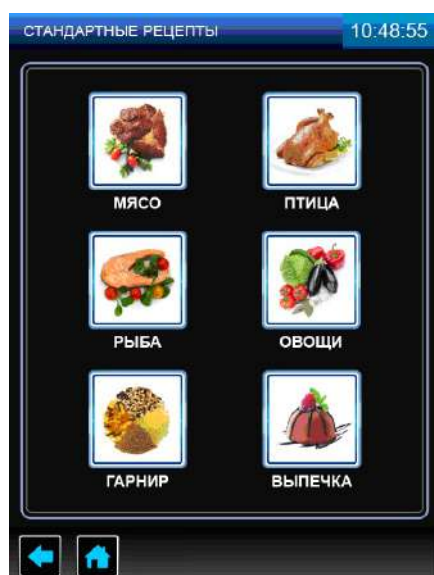 СТАНДАРТНЫЕ РЕЦЕПТЫ 10:48:55
МЯСО ПТИЦА
РЫБА ОВОЩИ
ГАРНИР ВЫПЕЧКА